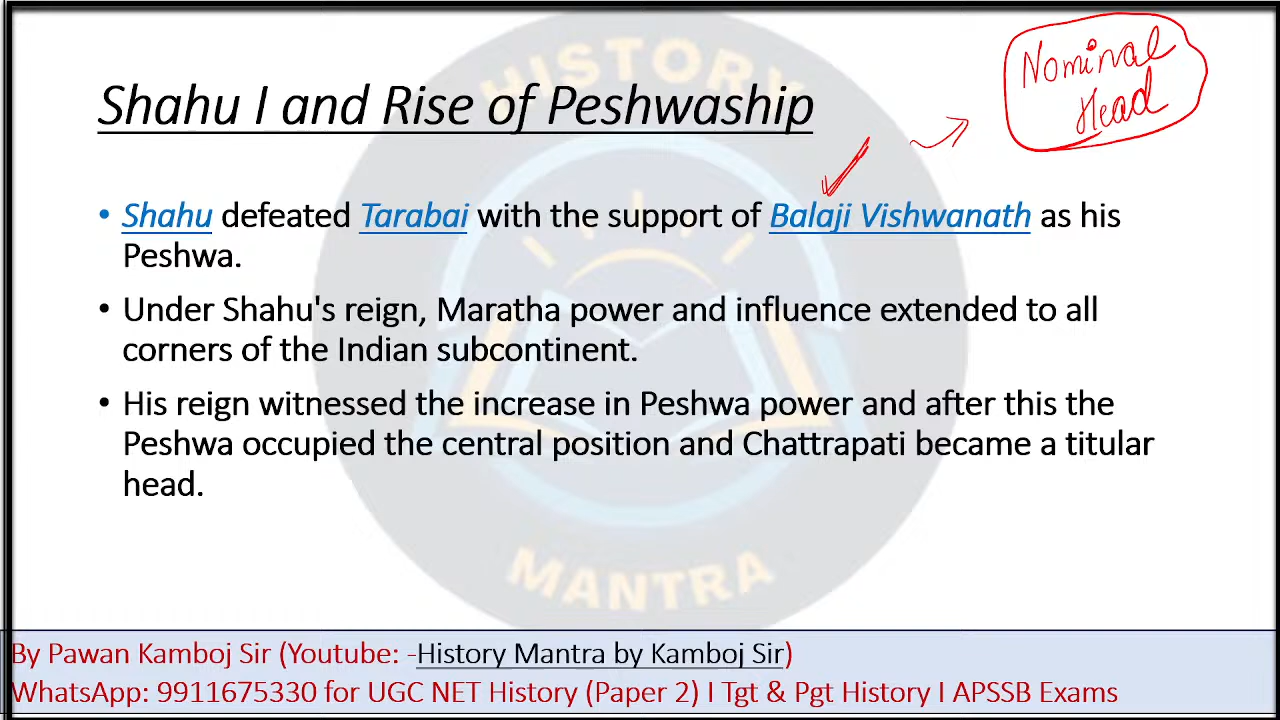 HISTORY
Nominal
Head
Shahu I and Rise of Peshwaship
• Shahu defeated Tarabai with the support of Balaji Vishwanath as his
Peshwa.
• Under Shahu's reign, Maratha power and influence extended to all
corners of the Indian subcontinent.
• His reign witnessed the increase in Peshwa power and after this the
Peshwa occupied the central position and Chattrapati became a titular
head.
MANTRA
By Pawan Kamboj Sir (Youtube: -History Mantra by Kamboj Sir)
WhatsApp: 9911675330 for UGC NET History (Paper 2) I Tgt & Pgt History I APSSB Exams